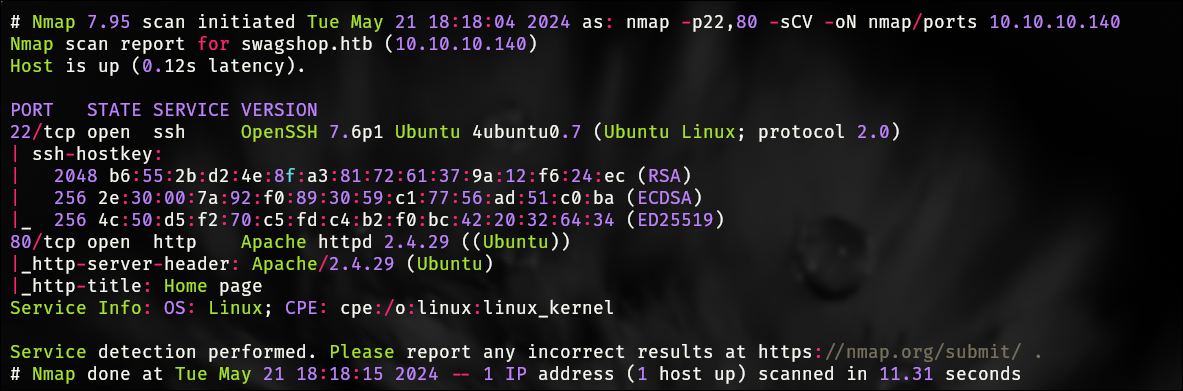 # Nmap 7.95 scan initiated Tue May 21 18:18:04 2024 as: nmap -p22,80 -sCV -oN nmap/ports 10.10.10.140
Nmap scan report for swagshop.htb (10.10.10.140)
Host is up (0.12s latency).

PORT   STATE SERVICE VERSION
22/tcp open  ssh     OpenSSH 7.6p1 Ubuntu 4ubuntu0.7 (Ubuntu Linux; protocol 2.0)
| ssh-hostkey:
|   2048 b6:55:2b:d2:4e:8f:a3:81:72:61:37:9a:12:f6:24:ec (RSA)
|   256 2e:30:00:7a:92:f0:89:30:59:c1:77:56:ad:51:c0:ba (ECDSA)
|_  256 4c:50:d5:f2:70:c5:fd:c4:b2:f0:bc:42:20:32:64:34 (ED25519)
80/tcp open  http    Apache httpd 2.4.29 ((Ubuntu))
|_http-server-header: Apache/2.4.29 (Ubuntu)
|_http-title: Home page
Service Info: OS: Linux; CPE: cpe:/o:linux:linux_kernel

Service detection performed. Please report any incorrect results at https://nmap.org/submit/ .
# Nmap done at Tue May 21 18:18:15 2024 -- 1 IP address (1 host up) scanned in 11.31 seconds